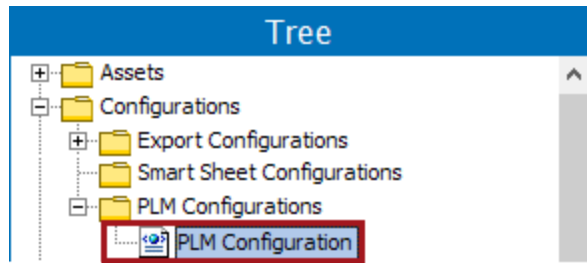 Tree
Assets
Configurations
Export Configurations
Smart Sheet Configurations
PLM Configurations
PLM Configuration